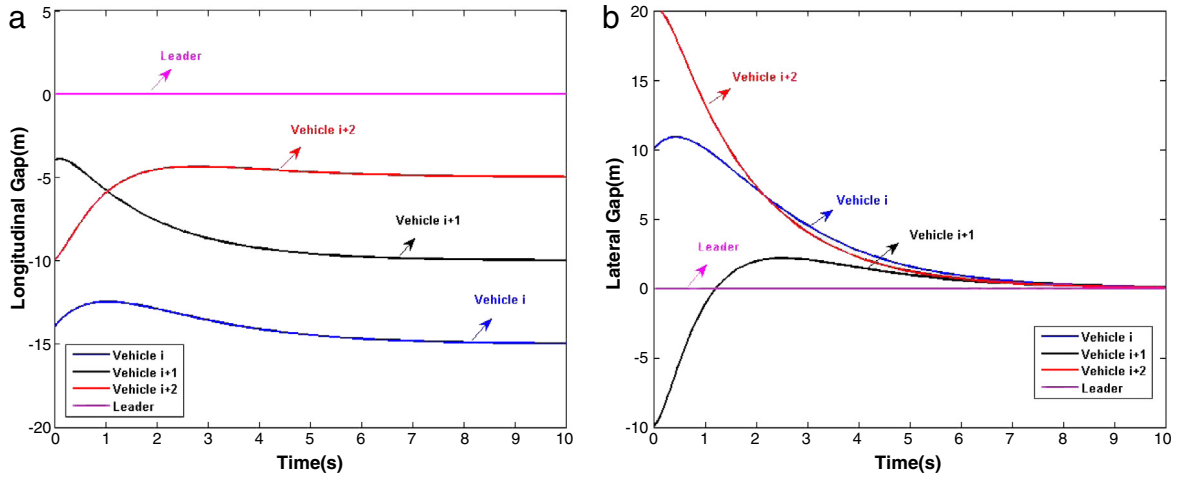 a
Longitudinal Gap(m)
5
0
-5
-10
-15
-20
Leader
Vehicle i+2
Vehicle i+1
Vehicle i
Vehicle i
Vehicle i+1
Vehicle i+2
Leader
0 1 2 3 4 5 6 7 8 9 10
Time(s)
b
Lateral Gap(m)
20
15
10
5
0
-5
-10
Vehicle i+2
Vehicle i
Vehicle i+1
Leader
Vehicle i
Vehicle i+1
Vehicle i+2
Leader
0 1 2 3 4 5 6 7 8 9 10
Time(s)